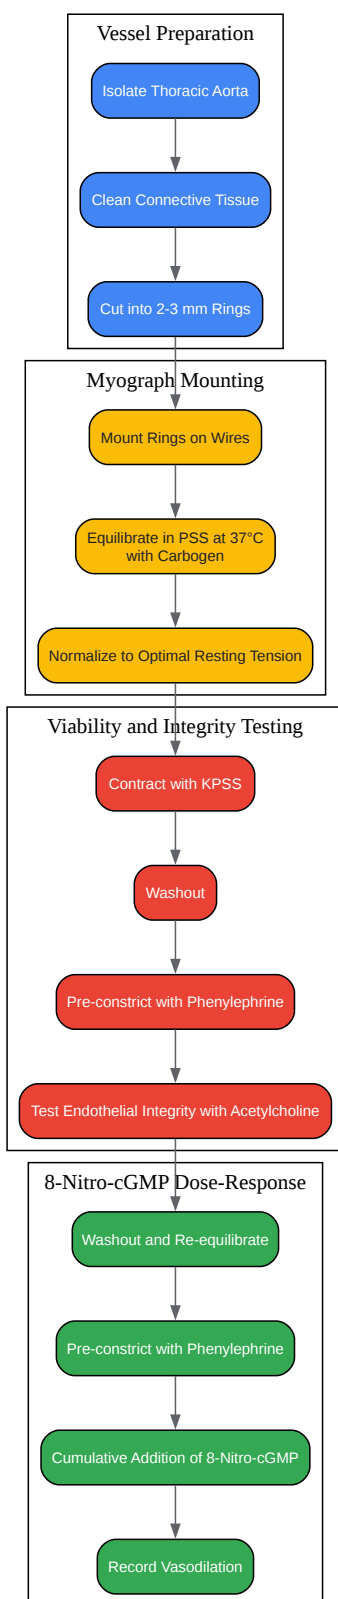 Vessel Preparation
Isolate Thoracic Aorta
Clean Connective Tissue
Cut into 2-3 mm Rings
Myograph Mounting
Mount Rings on Wires
Equilibrate in PSS at 37°C
with Carbogen
Normalize to Optimal Resting Tension
Viability and Integrity Testing
Contract with KPSS
Washout
Pre-constrict with Phenylephrine
Test Endothelial Integrity with Acetylcholine
8-Nitro-cGMP Dose-Response
Washout and Re-equilibrate
Pre-constrict with Phenylephrine
Cumulative Addition of 8-Nitro-cGMP
Record Vasodilation